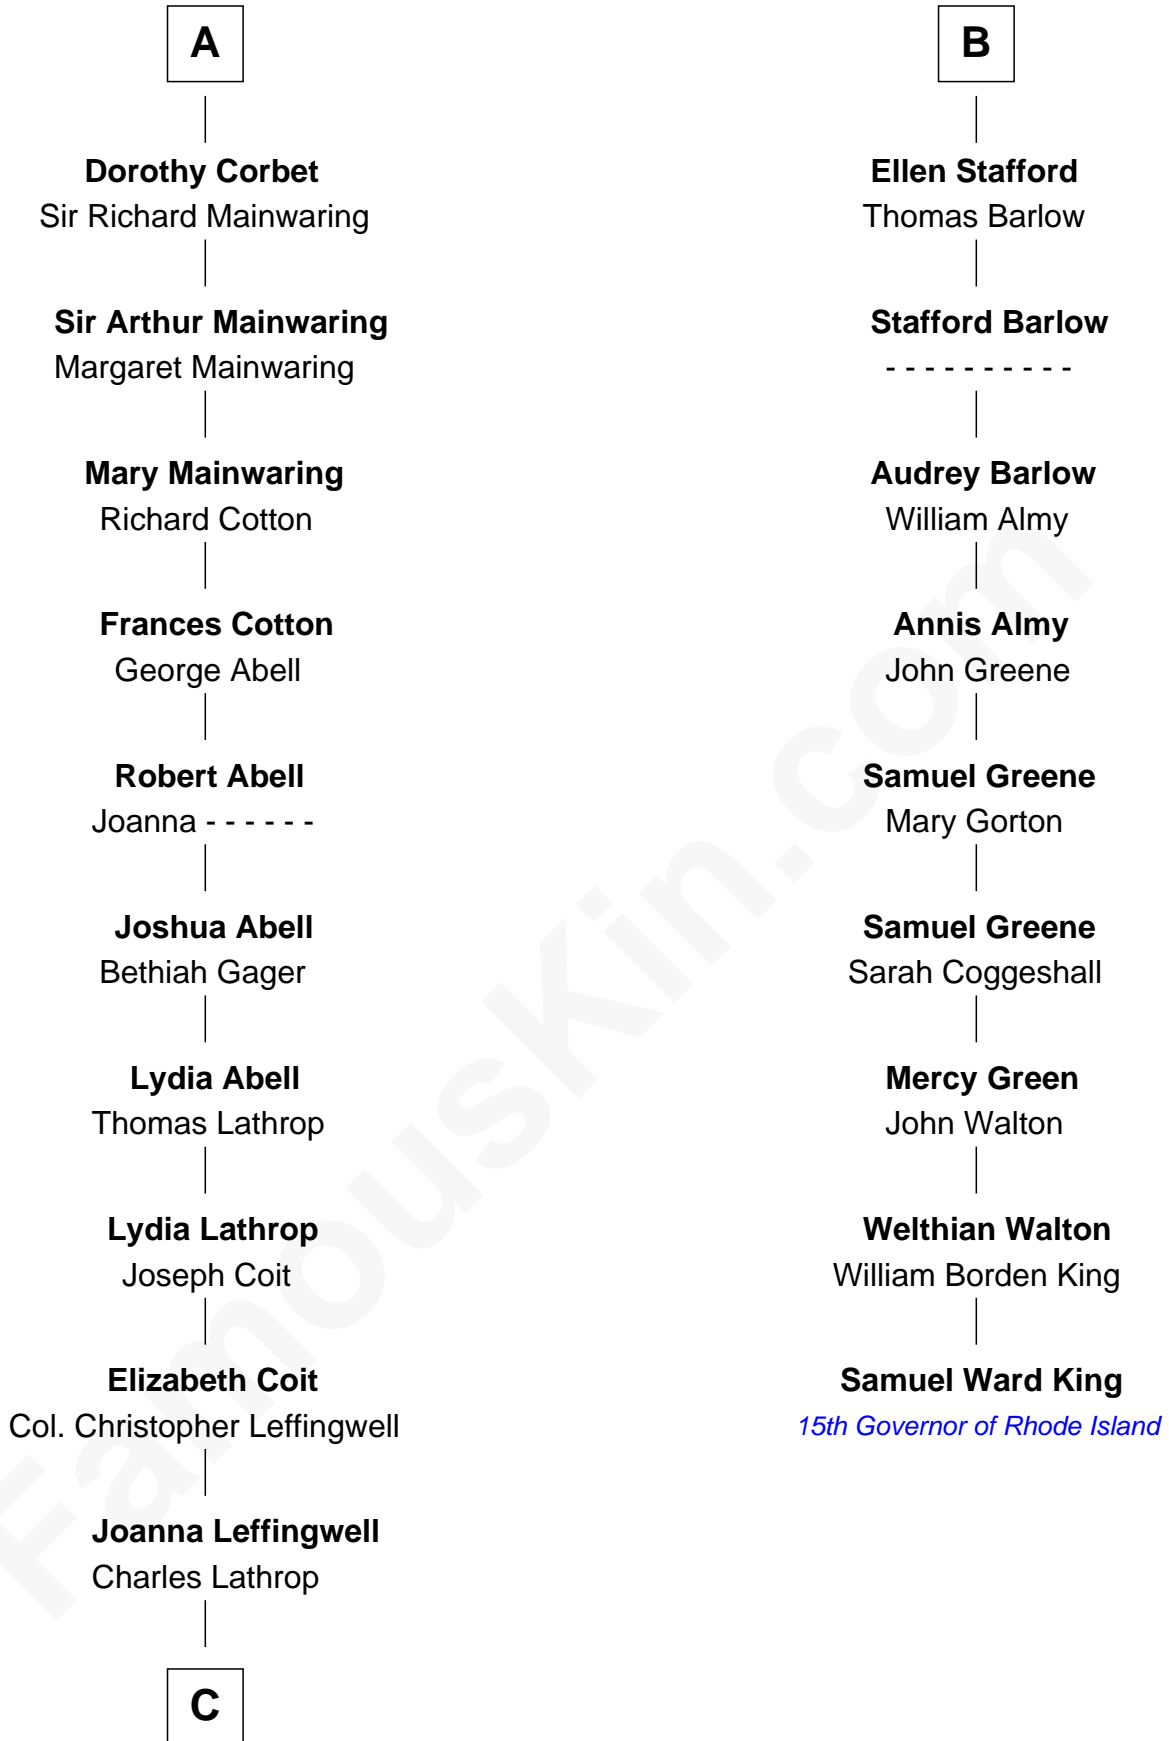 A
Dorothy Corbet
Sir Richard Mainwaring
Sir Arthur Mainwaring
Margaret Mainwaring
Mary Mainwaring
Richard Cotton
Frances Cotton
George Abell
Robert Abell
Joanna - - - - - -
Joshua Abell
Bethiah Gager
Lydia Abell
Thomas Lathrop
Lydia Lathrop
Joseph Coit
Elizabeth Coit
Col. Christopher Leffingwell
Joanna Leffingwell
Charles Lathrop
C
B
Ellen Stafford
Thomas Barlow
Stafford Barlow
- - - - - - - - - -
Audrey Barlow
William Almy
Annis Almy
John Greene
Samuel Greene
Mary Gorton
Samuel Greene
Sarah Coggeshall
Mercy Green
John Walton
Welthian Walton
William Borden King
Samuel Ward King
15th Governor of Rhode Island
FamousKin.com